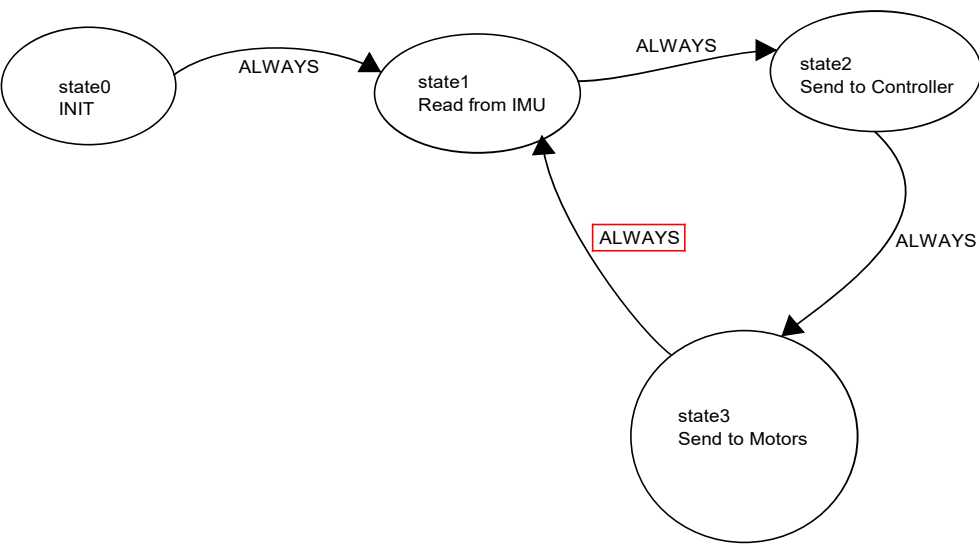 state0
INIT
ALWAYS
state1
Read from IMU
ALWAYS
state2
Send to Controller
ALWAYS
ALWAYS
state3
Send to Motors